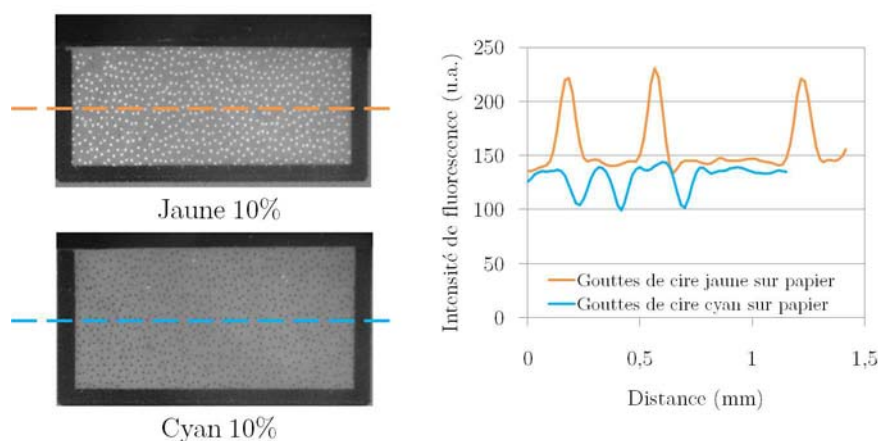 Jaune 10%
Cyan 10%
Intensité de fluorescence (u.a.)
250
200
150
100
50
0
Gouttes de cire jaune sur papier
Gouttes de cire cyan sur papier
0
0,5
1
1,5
Distance (mm)